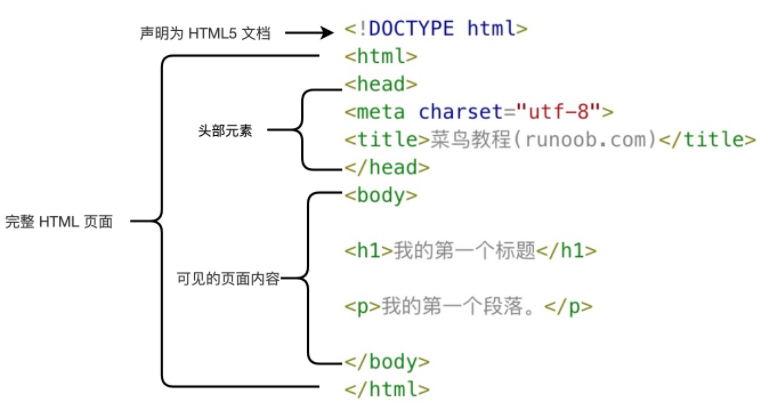 声明为 HTML5 文档
<!DOCTYPE html>
<html>
<head>
<meta charset="utf-8">
头部元素
<title>菜鸟教程(runoob.com)</title>
</head>
<body>
完整 HTML 页面
<h1>我的第一个标题</h1>
可见的页面内容
<p>我的第一个段落。</p>
</body>
</html>